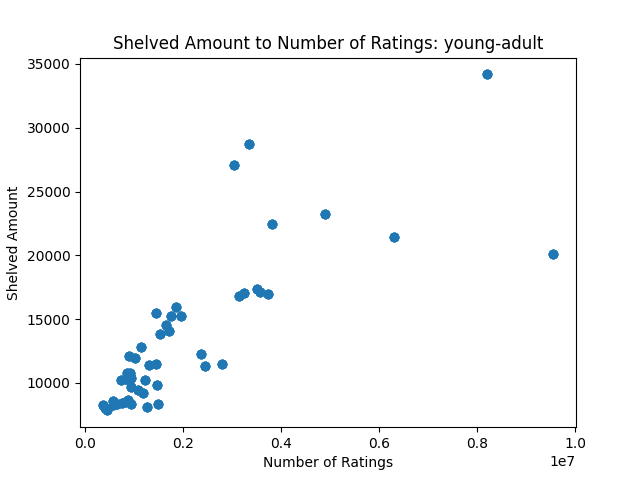 Shelved Amount to Number of Ratings: young-adult
35000
30000
25000
20000
15000
10000
Shelved Amount
0.0 0.2 0.4 0.6 0.8 1.0
1e7
Number of Ratings